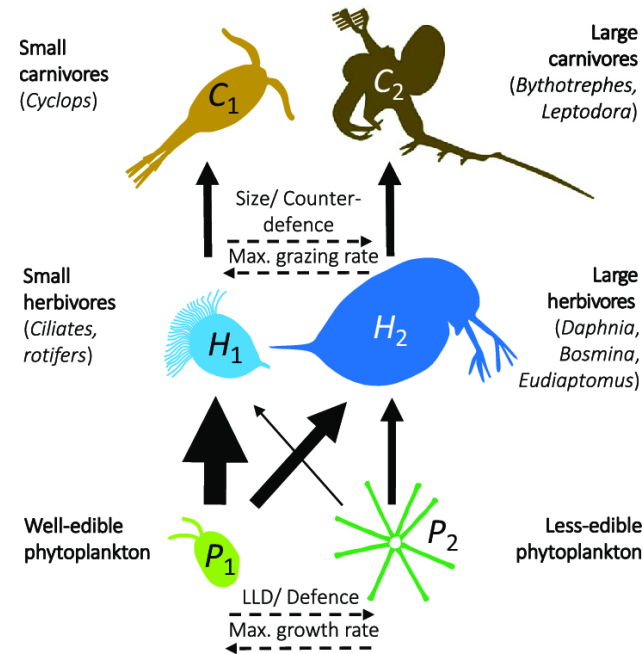 Small
carnivores
(Cyclops)
C1
C2
Large
carnivores
(Bythotrephes,
Leptodora)
Size/ Counter-
defence
Max. grazing rate
Small
herbivores
(Ciliates,
rotifers)
H1
H2
Large
herbivores
(Daphnia,
Bosmina,
Eudiaptomus)
Well-edible
phytoplankton
P1
P2
Less-edible
phytoplankton
LLD/ Defence
Max. growth rate